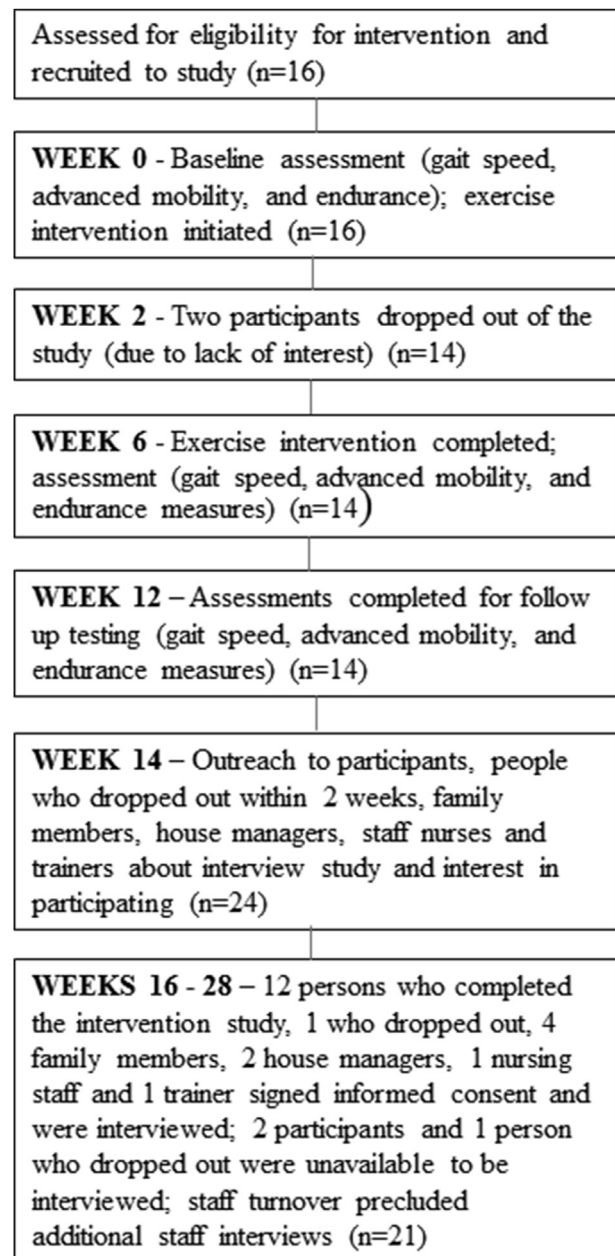 Assessed for eligibility for intervention and
recruited to study (n=16)
WEEK 0 - Baseline assessment (gait speed,
advanced mobility, and endurance); exercise
intervention initiated (n=16)
WEEK 2 - Two participants dropped out of the
study (due to lack of interest) (n=14)
WEEK 6 - Exercise intervention completed;
assessment (gait speed, advanced mobility, and
endurance measures) (n=14)
WEEK 12 – Assessments completed for follow
up testing (gait speed, advanced mobility, and
endurance measures) (n=14)
WEEK 14 – Outreach to participants, people
who dropped out within 2 weeks, family
members, house managers, staff nurses and
trainers about interview study and interest in
participating (n=24)
WEEKS 16 - 28 – 12 persons who completed
the intervention study, 1 who dropped out, 4
family members, 2 house managers, 1 nursing
staff and 1 trainer signed informed consent and
were interviewed; 2 participants and 1 person
who dropped out were unavailable to be
interviewed; staff turnover precluded
additional staff interviews (n=21)